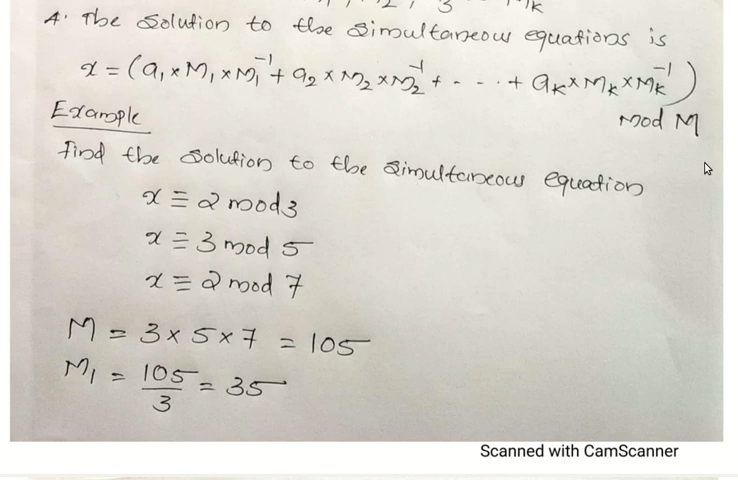 4. The Solution to the Simultaneous equations is
x = (a₁ × M₁ × M₁⁻¹ + a₂ × M₂ × M₂⁻¹ + - - - + aₖ × Mₖ × Mₖ⁻¹)
mod M
Example
Find the Solution to the Simultaneous equation
x ≡ 2 mod 3
x ≡ 3 mod 5
x ≡ 2 mod 7
M = 3 × 5 × 7 = 105
M₁ = 105/3 = 35
Scanned with CamScanner